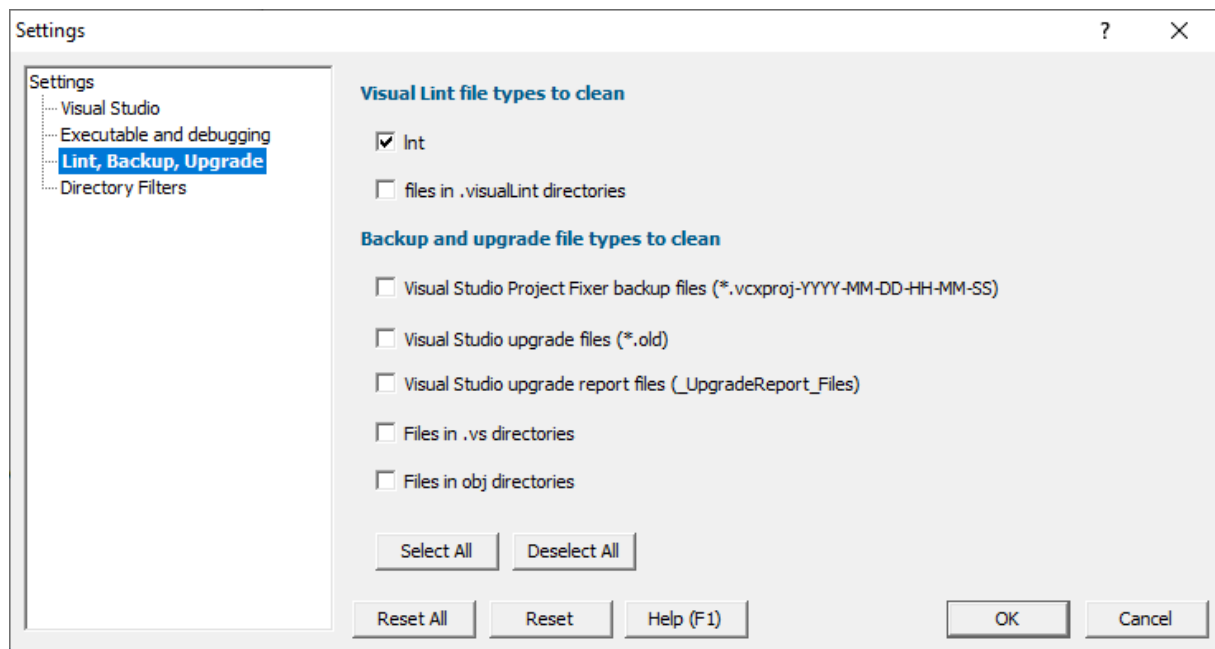 Settings
?
Settings
Visual Studio
Executable and debugging
Lint, Backup, Upgrade
Directory Filters
Visual Lint file types to clean
lnt
files in .visualLint directories
Backup and upgrade file types to clean
Visual Studio Project Fixer backup files (*.vcxproj-YYYY-MM-DD-HH-MM-SS)
Visual Studio upgrade files (*.old)
Visual Studio upgrade report files (_UpgradeReport_Files)
Files in .vs directories
Files in obj directories
Select All Deselect All
Reset All Reset Help (F1) OK Cancel